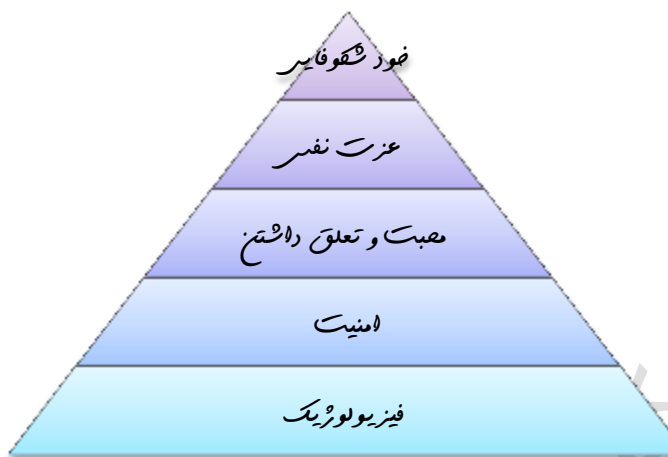 خود شکوفایی
عزت نفس
محبت و تعلق داشتن
امنیت
فیزیولوژیک